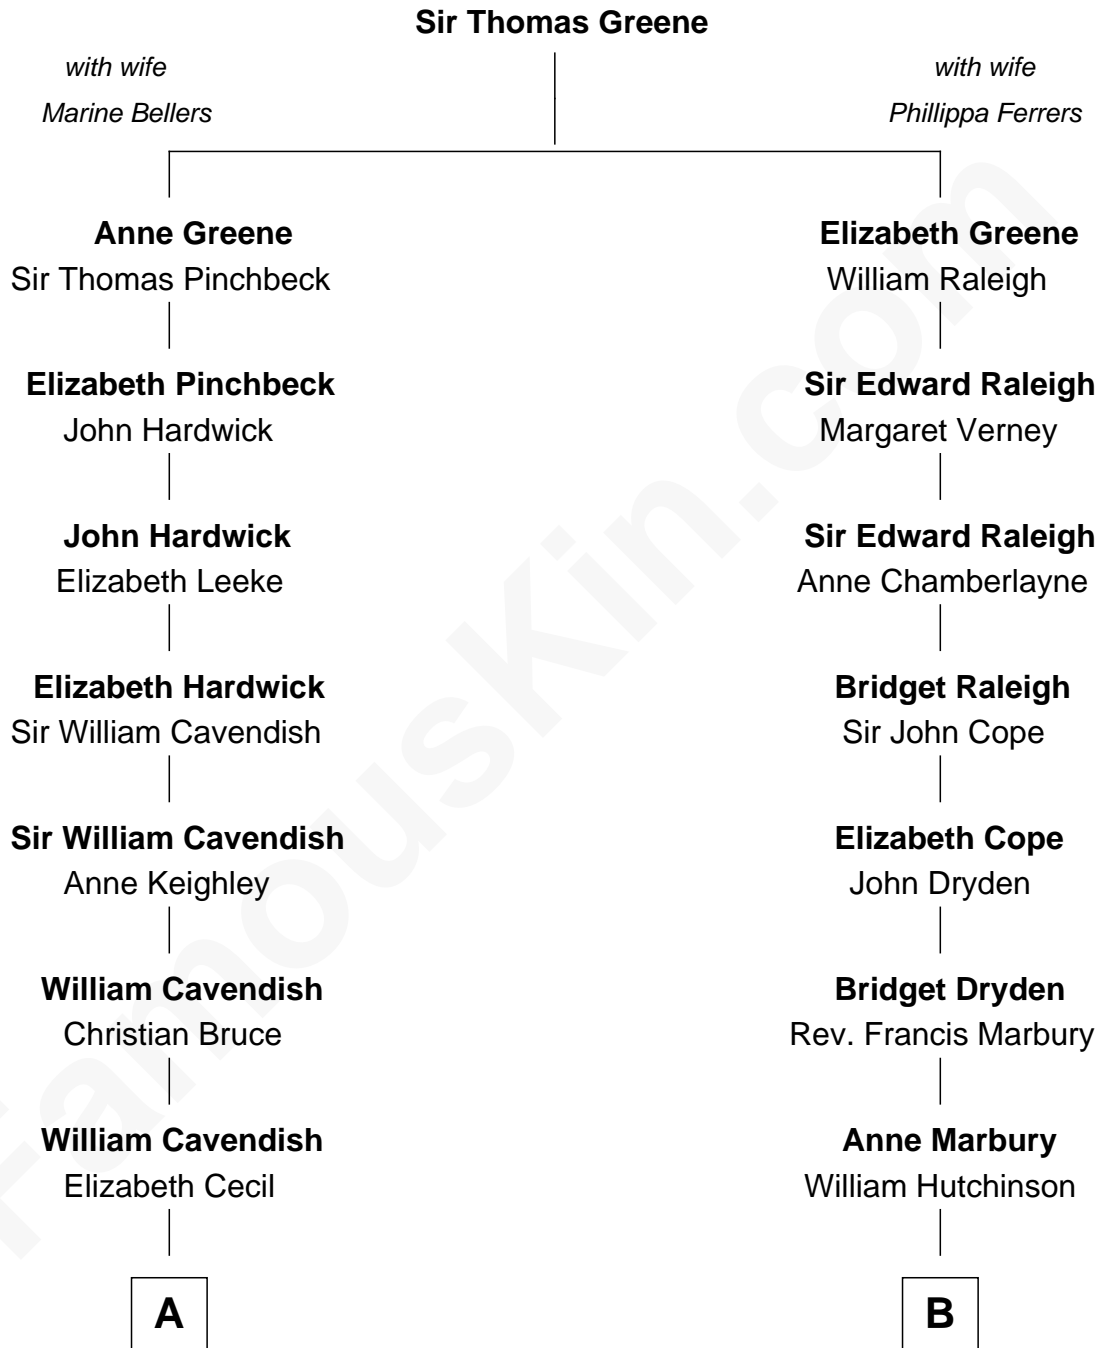 Sir Thomas Greene
with wife
Marine Bellers
with wife
Phillippa Ferrers
Anne Greene
Sir Thomas Pinchbeck
Elizabeth Greene
William Raleigh
Elizabeth Pinchbeck
John Hardwick
Sir Edward Raleigh
Margaret Verney
John Hardwick
Elizabeth Leeke
Sir Edward Raleigh
Anne Chamberlayne
Elizabeth Hardwick
Sir William Cavendish
Bridget Raleigh
Sir John Cope
Sir William Cavendish
Anne Keighley
Elizabeth Cope
John Dryden
William Cavendish
Christian Bruce
Bridget Dryden
Rev. Francis Marbury
William Cavendish
Elizabeth Cecil
Anne Marbury
William Hutchinson
A
B
FamousKin.com